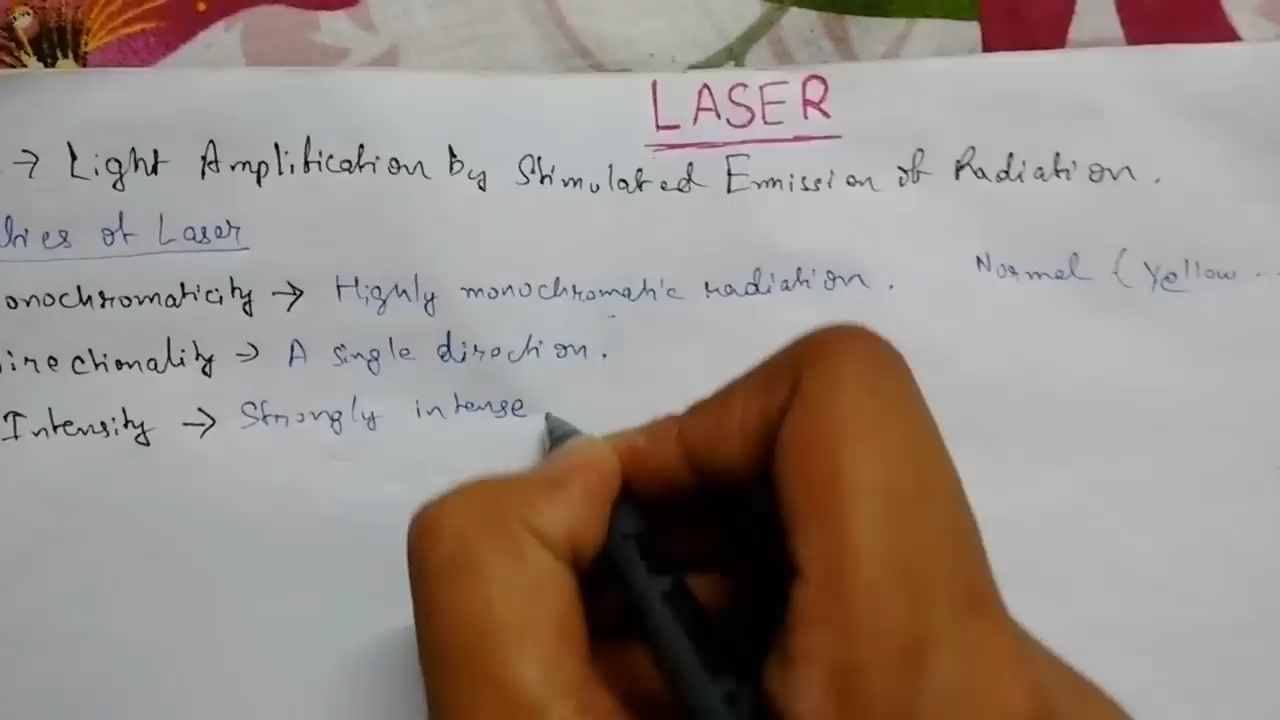 LASER
→ Light Amplification by Stimulated Emission of Radiation.
ties of Laser
onochromaticity → Highly monochromatic radiation. Normal (Yellow
irectionality → A single direction.
Intensity → Strongly intense